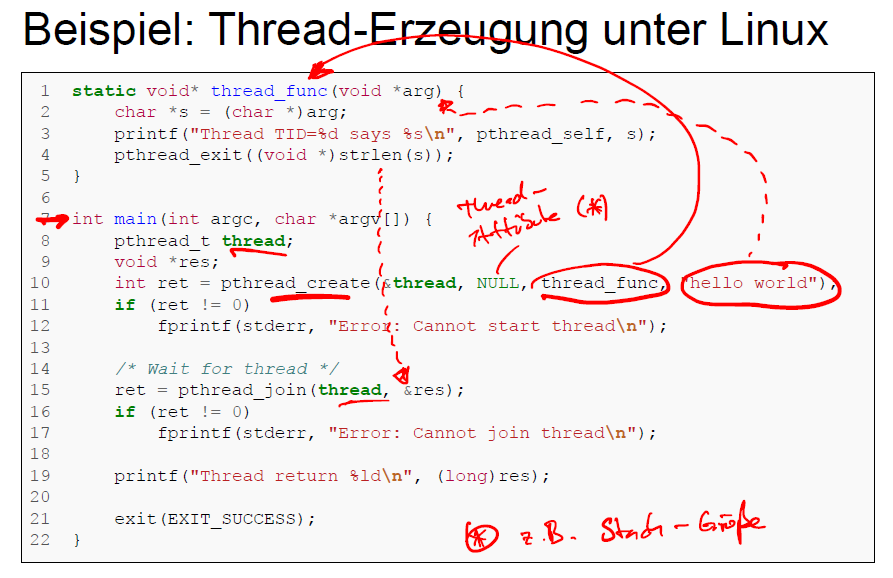 Beispiel: Thread-Erzeugung unter Linux
1 static void* thread_func(void *arg) {
2 char *s = (char *)arg;
3 printf("Thread TID=%d says %s\n", pthread_self, s);
4 pthread_exit((void *)strlen(s));
5 }
6
7 int main(int argc, char *argv[]) {
thread-
Attribute (*)
8 pthread_t thread;
9 void *res;
10 int ret = pthread_create(&thread, NULL, thread_func, "hello world");
11 if (ret != 0)
12 fprintf(stderr, "Error: Cannot start thread\n");
13
14 /* Wait for thread */
15 ret = pthread_join(thread, &res);
16 if (ret != 0)
17 fprintf(stderr, "Error: Cannot join thread\n");
18
19 printf("Thread return %ld\n", (long)res);
20
21 exit(EXIT_SUCCESS);
22 }
(*) z.B. Stack-Größe